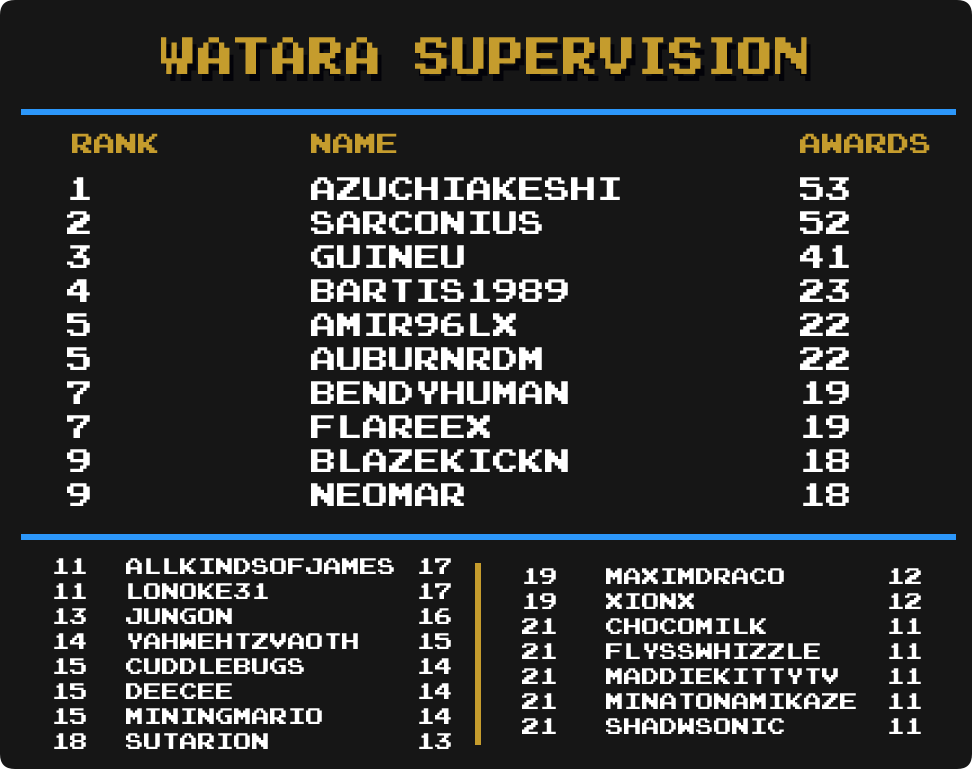 WATARA SUPERVISION
RANK NAME AWARDS
1 AZUCHIAKESHI 53
2 SARCONIUS 52
3 GUINEU 41
4 BARTIS1989 23
5 AMIR96LX 22
5 AUBURNRDM 22
7 BENDYHUMAN 19
7 FLAREEX 19
9 BLAZEKICKN 18
9 NEOMAR 18
11 ALLKINDSOFJAMES 17
11 LONOKE31 17
13 JUNGON 16
14 YAHWEHTZVAOTH 15
15 CUDDLEBUGS 14
15 DEECEE 14
15 MININGMARIO 14
18 SUTARION 13
19 MAXIMDRACO 12
19 XIONX 12
21 CHOCOMILK 11
21 FLYSSWHIZZLE 11
21 MADDIEKITTYTV 11
21 MINATONAMIKAZE 11
21 SHADWSONIC 11